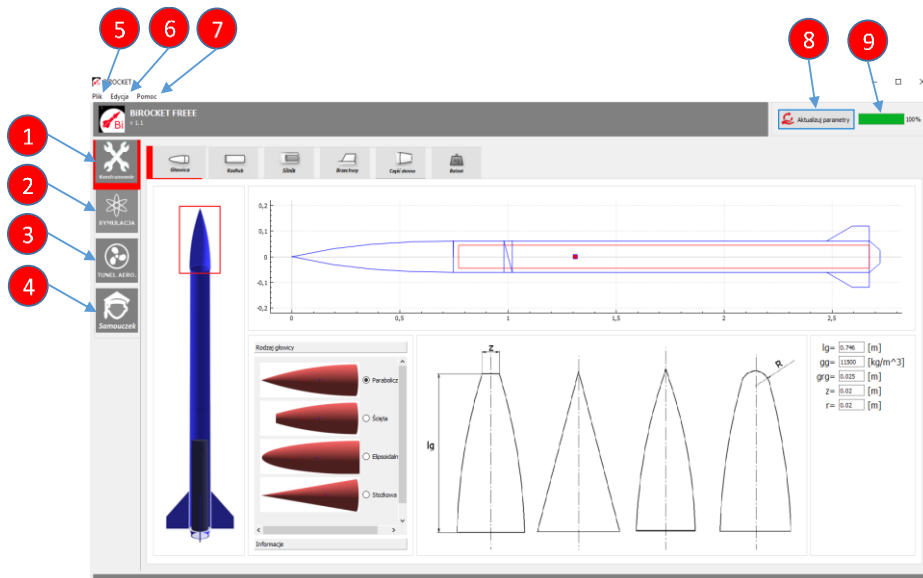 5
6
7
8
9
BIROCKET
Plik Edycja Pomoc
BiROCKET FREEE
v 1.1
Bi
Aktualizuj parametry
100%
1
Konstruowanie
2
SYMULACJA
3
TUNEL AERO.
4
Samouczek
Głowica
Kadłub
Silnik
Brzechwy
Część denna
Balast
0,2
0,1
0
-0,1
-0,2
0 0,5 1 1,5 2 2,5
Rodzaj głowicy
Parabolicz
Ścięta
Elipsoidaln
Stożkowa
Informacje
z
lg
R
lg= 0.746 [m]
gg= 11500 [kg/m^3]
grg= 0.025 [m]
z= 0.02 [m]
r= 0.02 [m]